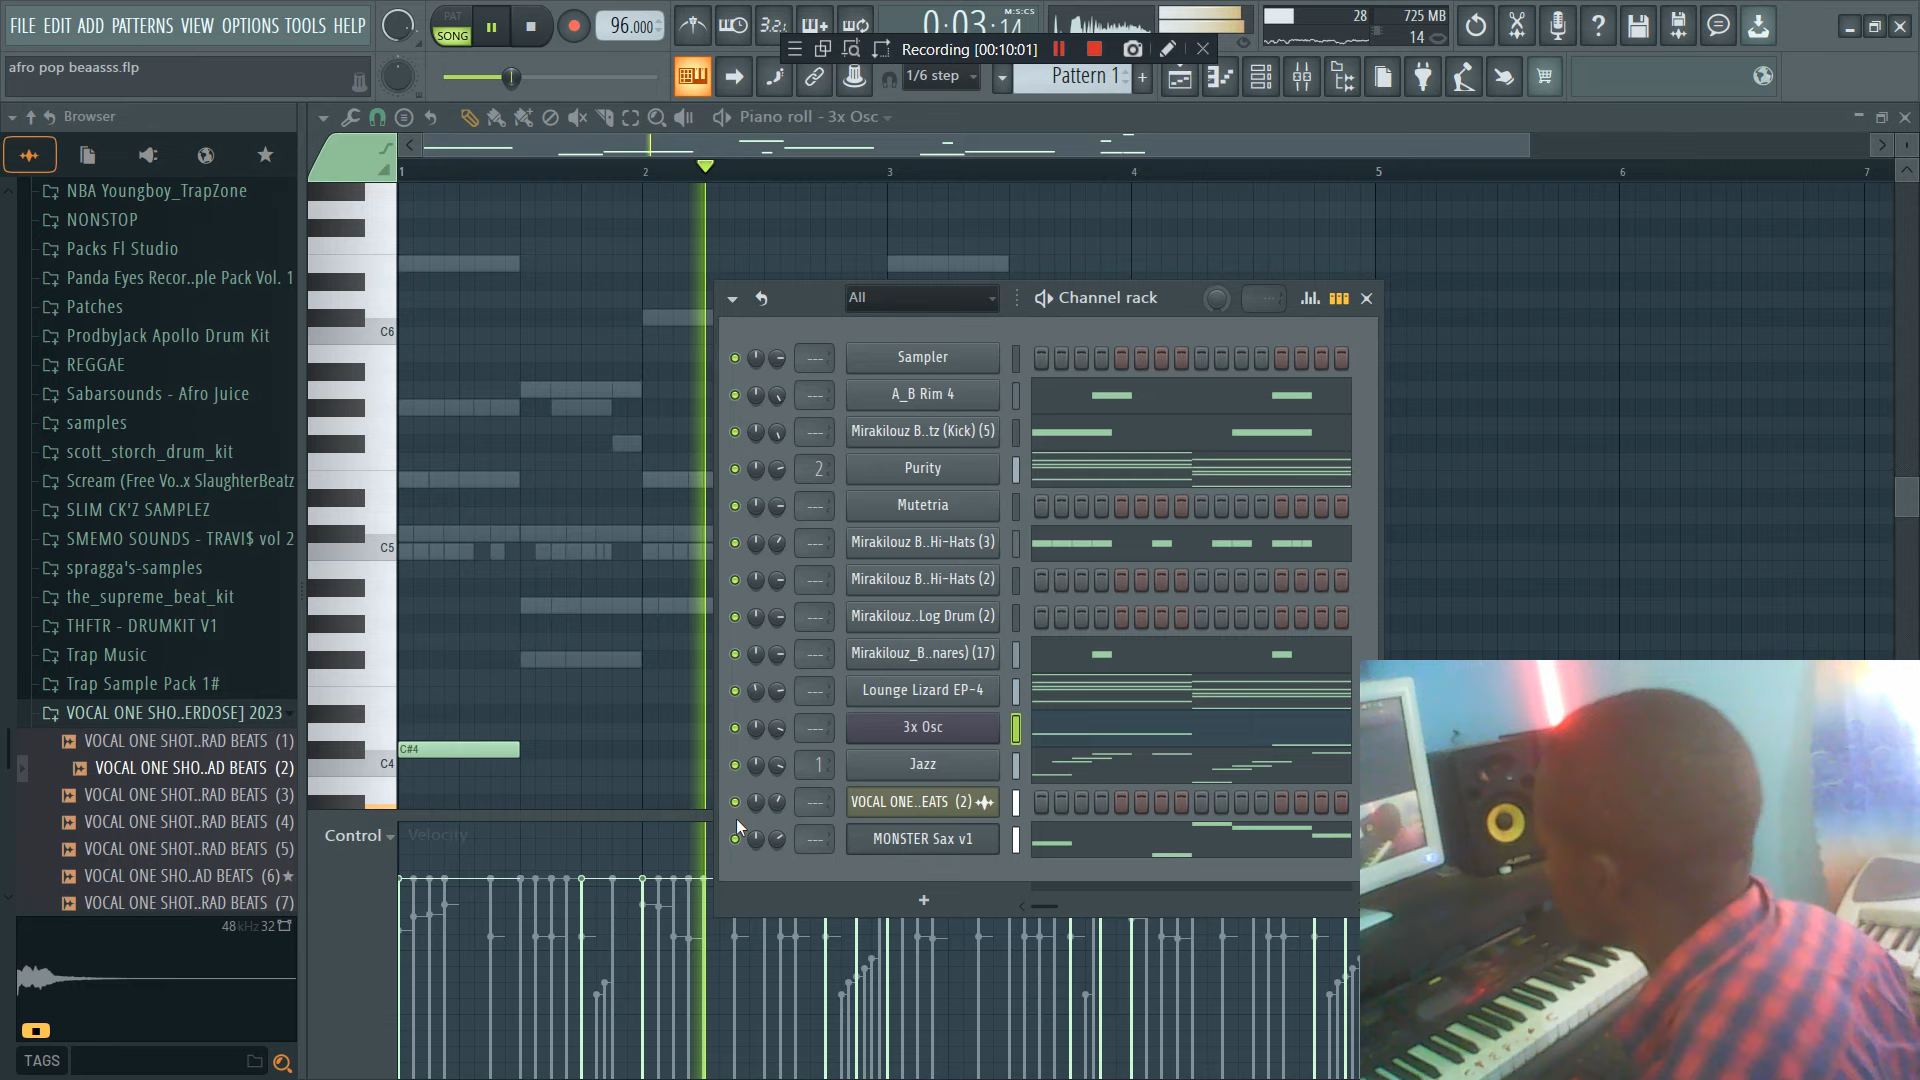 FILE EDIT ADD PATTERNS VIEW OPTIONS TOOLS HELP
afro pop beaasss.flp
PAT
SONG
96.000
3.2.
0:03:14
M:S:CS
28
725 MB
14
Recording [00:10:01]
1/6 step
Pattern 1
Browser
Piano roll - 3x Osc
NBA Youngboy_TrapZone
NONSTOP
Packs Fl Studio
Panda Eyes Recor..ple Pack Vol. 1
Patches
ProdbyJack Apollo Drum Kit
REGGAE
Sabarsounds - Afro Juice
samples
scott_storch_drum_kit
Scream (Free Vo..x SlaughterBeatz
SLIM CK'Z SAMPLEZ
SMEMO SOUNDS - TRAVI$ vol 2
spragga's-samples
the_supreme_beat_kit
THFTR - DRUMKIT V1
Trap Music
Trap Sample Pack 1#
VOCAL ONE SHO..ERDOSE] 2023
VOCAL ONE SHOT..RAD BEATS (1)
VOCAL ONE SHO..AD BEATS (2)
VOCAL ONE SHOT..RAD BEATS (3)
VOCAL ONE SHOT..RAD BEATS (4)
VOCAL ONE SHOT..RAD BEATS (5)
VOCAL ONE SHO..AD BEATS (6)
VOCAL ONE SHOT..RAD BEATS (7)
48kHz 32
TAGS
1
2
3
4
5
6
7
C6
C5
C4
C#4
Control
Velocity
All
Channel rack
Sampler
A_B Rim 4
Mirakilouz B..tz (Kick) (5)
2
Purity
Mutetria
Mirakilouz B..Hi-Hats (3)
Mirakilouz B..Hi-Hats (2)
Mirakilouz..Log Drum (2)
Mirakilouz_B..nares) (17)
Lounge Lizard EP-4
3x Osc
1
Jazz
VOCAL ONE..EATS (2)
MONSTER Sax v1
+